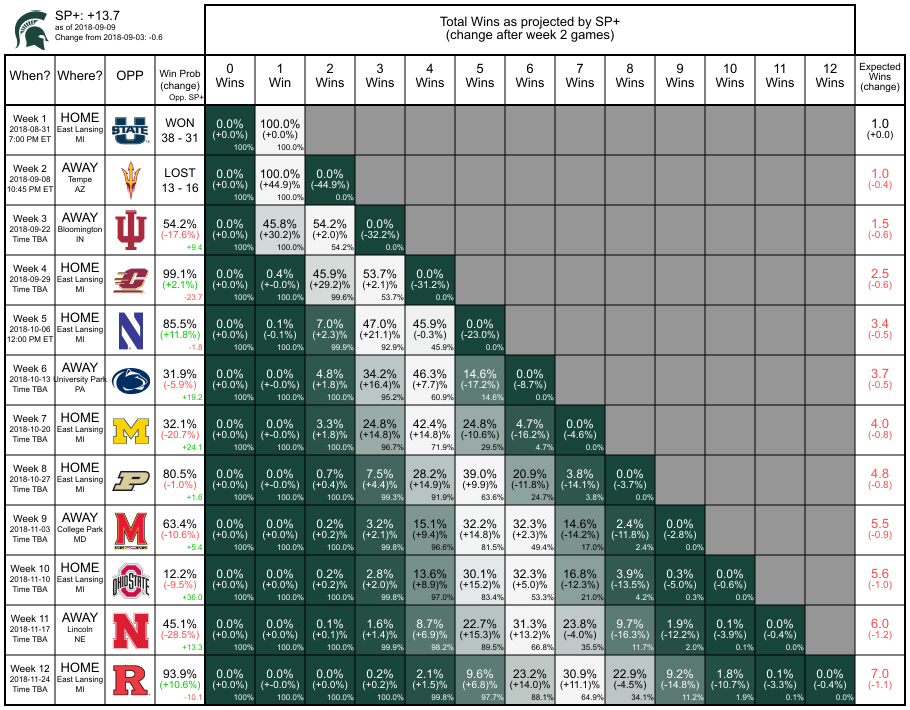 SP+: +13.7
as of 2018-09-09
Change from 2018-09-03: -0.6
Total Wins as projected by SP+
(change after week 2 games)
When? Where? OPP Win Prob (change) Opp. SP+ 0 Wins 1 Win 2 Wins 3 Wins 4 Wins 5 Wins 6 Wins 7 Wins 8 Wins 9 Wins 10 Wins 11 Wins 12 Wins Expected Wins (change)
Week 1 HOME WON 0.0% 100.0% 1.0
2018-08-31 East Lansing STATE 38 - 31 (+0.0%) (+0.0%) (+0.0)
7:00 PM ET MI 100% 100.0%
Week 2 AWAY LOST 0.0% 100.0% 0.0% 1.0
2018-09-08 Tempe 13 - 16 (+0.0%) (+44.9)% (-44.9%) (-0.4)
10:45 PM ET AZ 100% 100.0% 0.0%
Week 3 AWAY 54.2% 0.0% 45.8% 54.2% 0.0% 1.5
2018-09-22 Bloomington (-17.6%) (+0.0%) (+30.2)% (+2.0)% (-32.2%) (-0.6)
Time TBA IN +9.4 100% 100.0% 54.2% 0.0%
Week 4 HOME 99.1% 0.0% 0.4% 45.9% 53.7% 0.0% 2.5
2018-09-29 East Lansing (+2.1%) (+0.0%) (+-0.0%) (+29.2)% (+2.1)% (-31.2%) (-0.6)
Time TBA MI -23.7 100% 100.0% 99.6% 53.7% 0.0%
Week 5 HOME N 85.5% 0.0% 0.1% 7.0% 47.0% 45.9% 0.0% 3.4
2018-10-06 East Lansing (+11.8%) (+0.0%) (-0.1%) (+2.3)% (+21.1)% (-0.3%) (-23.0%) (-0.5)
12:00 PM ET MI -1.8 100% 100.0% 99.9% 92.9% 45.9% 0.0%
Week 6 AWAY 31.9% 0.0% 0.0% 4.8% 34.2% 46.3% 14.6% 0.0% 3.7
2018-10-13 University Park (-5.9%) (+0.0%) (+-0.0%) (+1.8)% (+16.4)% (+7.7)% (-17.2%) (-8.7%) (-0.5)
Time TBA PA +19.2 100% 100.0% 100.0% 95.2% 60.9% 14.6% 0.0%
Week 7 HOME M 32.1% 0.0% 0.0% 3.3% 24.8% 42.4% 24.8% 4.7% 0.0% 4.0
2018-10-20 East Lansing (-20.7%) (+0.0%) (+-0.0%) (+1.8)% (+14.8)% (+14.8)% (-10.6%) (-16.2%) (-4.6%) (-0.8)
Time TBA MI +24.1 100% 100.0% 100.0% 96.7% 71.9% 29.5% 4.7% 0.0%
Week 8 HOME P 80.5% 0.0% 0.0% 0.7% 7.5% 28.2% 39.0% 20.9% 3.8% 0.0% 4.8
2018-10-27 East Lansing (-1.0%) (+0.0%) (+-0.0%) (+0.4)% (+4.4)% (+14.9)% (+9.9)% (-11.8%) (-14.1%) (-3.7%) (-0.8)
Time TBA MI +1.6 100% 100.0% 100.0% 99.3% 91.9% 63.6% 24.7% 3.8% 0.0%
Week 9 AWAY M 63.4% 0.0% 0.0% 0.2% 3.2% 15.1% 32.2% 32.3% 14.6% 2.4% 0.0% 5.5
2018-11-03 College Park (-10.6%) (+0.0%) (+-0.0%) (+0.2)% (+2.1)% (+9.4)% (+14.8)% (+2.3)% (-14.2%) (-11.8%) (-2.8%) (-0.9)
Time TBA MD +5.4 100% 100.0% 100.0% 99.8% 96.6% 81.5% 49.4% 17.0% 2.4% 0.0%
Week 10 HOME 12.2% 0.0% 0.0% 0.2% 2.8% 13.6% 30.1% 32.3% 16.8% 3.9% 0.3% 0.0% 5.6
2018-11-10 East Lansing OHIO STATE (-9.5%) (+0.0%) (+-0.0%) (+0.2)% (+2.0)% (+8.9)% (+15.2)% (+5.0)% (-12.3%) (-13.5%) (-5.0%) (-0.6%) (-1.0)
Time TBA MI +36.0 100% 100.0% 100.0% 99.8% 97.0% 83.4% 53.3% 21.0% 4.2% 0.3% 0.0%
Week 11 AWAY N 45.1% 0.0% 0.0% 0.1% 1.6% 8.7% 22.7% 31.3% 23.8% 9.7% 1.9% 0.1% 0.0% 6.0
2018-11-17 Lincoln (-28.5%) (+0.0%) (+-0.0%) (+0.1)% (+1.4)% (+6.9)% (+15.3)% (+13.2)% (-4.0%) (-16.3%) (-12.2%) (-3.9%) (-0.4%) (-1.2)
Time TBA NE +13.3 100% 100.0% 100.0% 99.9% 98.2% 89.5% 66.8% 35.5% 11.7% 2.0% 0.1% 0.0%
Week 12 HOME R 93.9% 0.0% 0.0% 0.0% 0.2% 2.1% 9.6% 23.2% 30.9% 22.9% 9.2% 1.8% 0.1% 0.0% 7.0
2018-11-24 East Lansing (+10.6%) (+0.0%) (+-0.0%) (+0.0)% (+0.2)% (+1.5)% (+6.8)% (+14.0)% (+11.1)% (-4.5%) (-14.8%) (-10.7)% (-3.3%) (-0.4%) (-1.1)
Time TBA MI -10.1 100% 100.0% 100.0% 100.0% 99.8% 97.7% 88.1% 64.9% 34.1% 11.2% 1.9% 0.1% 0.0%